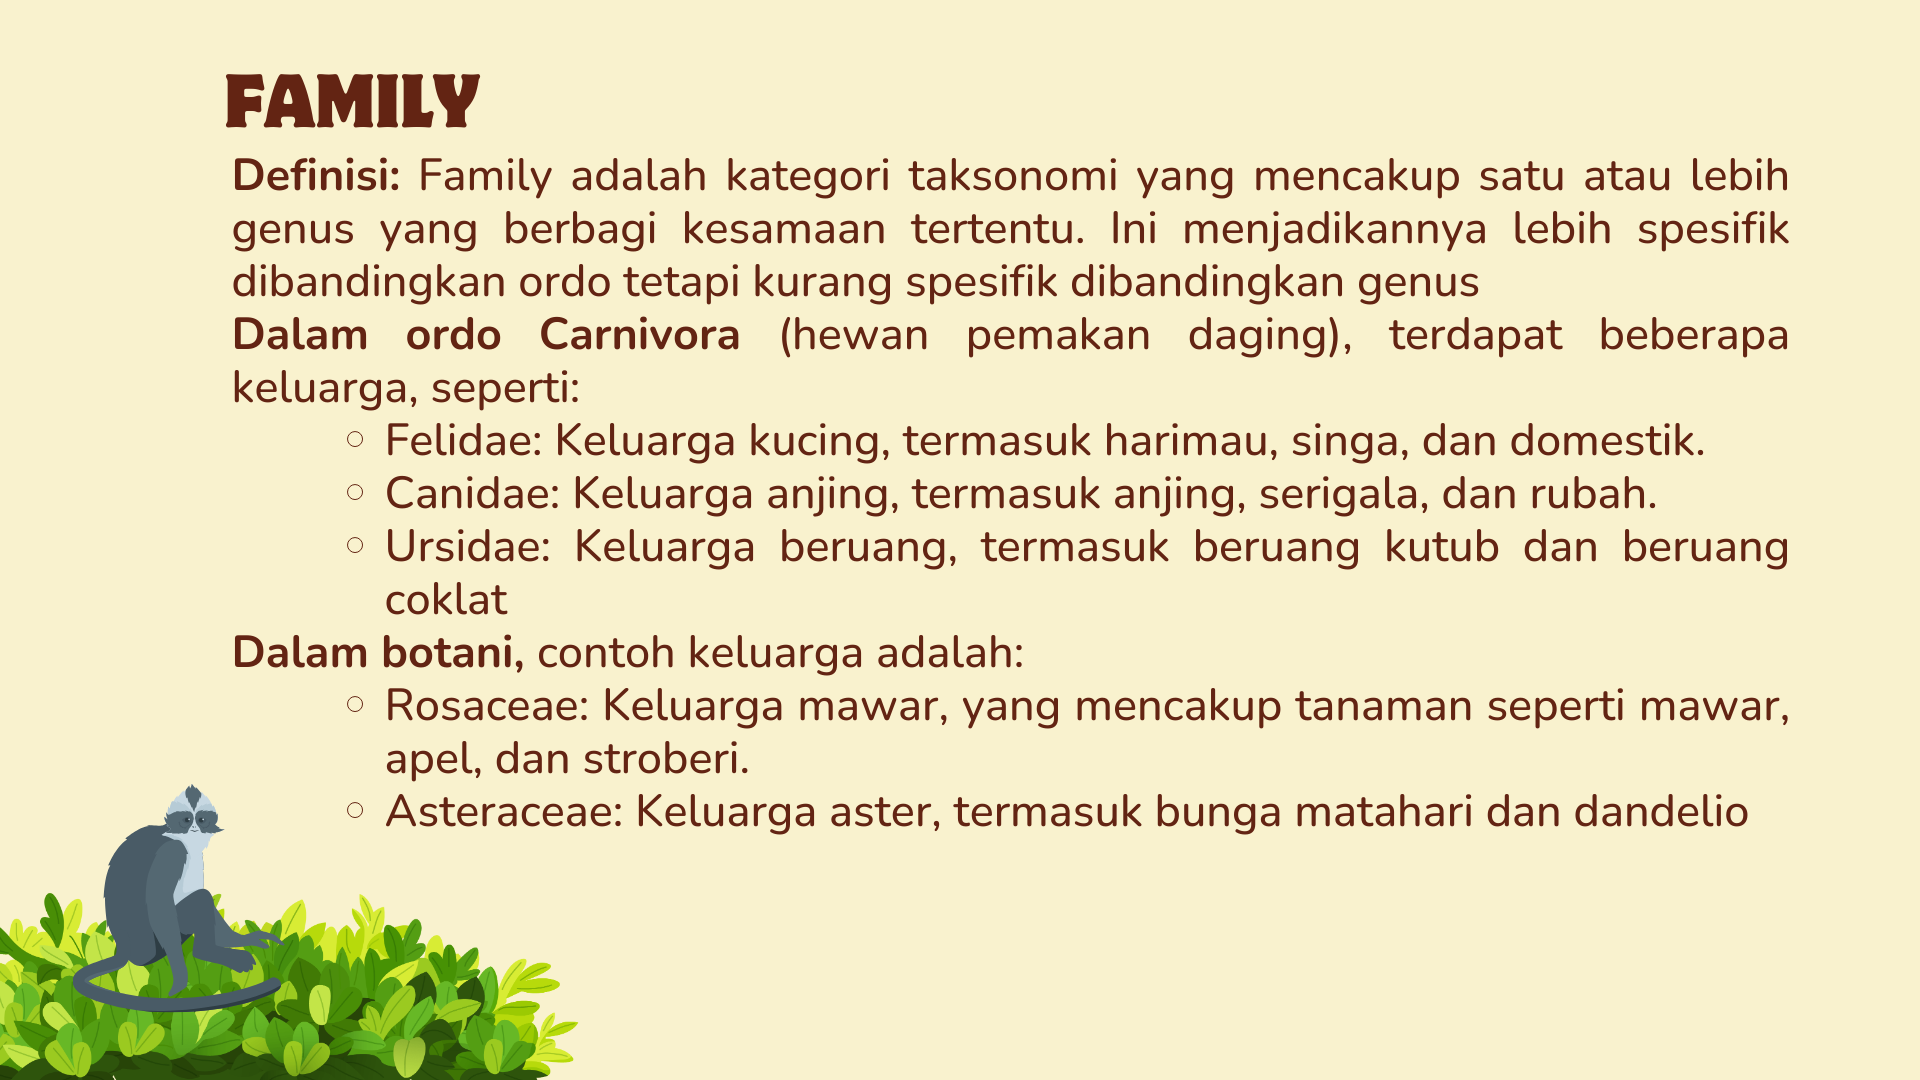 FAMILY
Definisi: Family adalah kategori taksonomi yang mencakup satu atau lebih
genus yang berbagi kesamaan tertentu. Ini menjadikannya lebih spesifik
dibandingkan ordo tetapi kurang spesifik dibandingkan genus
Dalam ordo Carnivora (hewan pemakan daging), terdapat beberapa
keluarga, seperti:
○ Felidae: Keluarga kucing, termasuk harimau, singa, dan domestik.
○ Canidae: Keluarga anjing, termasuk anjing, serigala, dan rubah.
○ Ursidae: Keluarga beruang, termasuk beruang kutub dan beruang
coklat
Dalam botani, contoh keluarga adalah:
○ Rosaceae: Keluarga mawar, yang mencakup tanaman seperti mawar,
apel, dan stroberi.
○ Asteraceae: Keluarga aster, termasuk bunga matahari dan dandelio